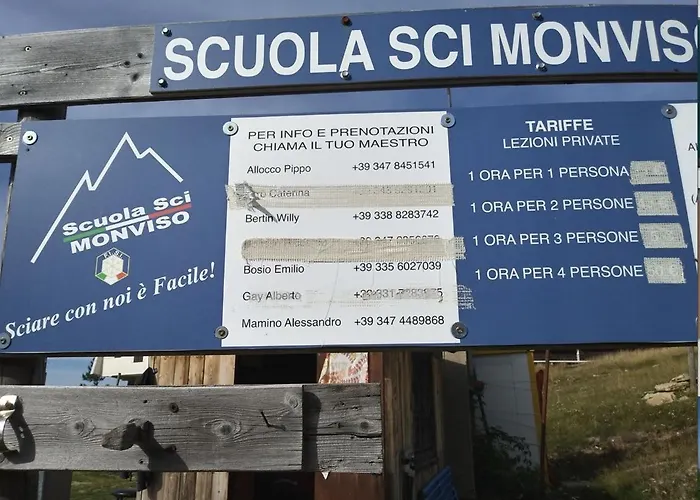 SCUOLA SCI MONVISO
Scuola Sci
MONVISO
Sciare con noi è Facile!
PER INFO E PRENOTAZIONI
CHIAMA IL TUO MAESTRO
Allocco Pippo +39 347 8451541
Caterina
Bertin Willy +39 338 8283742
Bosio Emilio +39 335 6027039
Gay Alberto
Mamino Alessandro +39 347 4489868
TARIFFE
LEZIONI PRIVATE
1 ORA PER 1 PERSONA
1 ORA PER 2 PERSONE
1 ORA PER 3 PERSONE
1 ORA PER 4 PERSONE